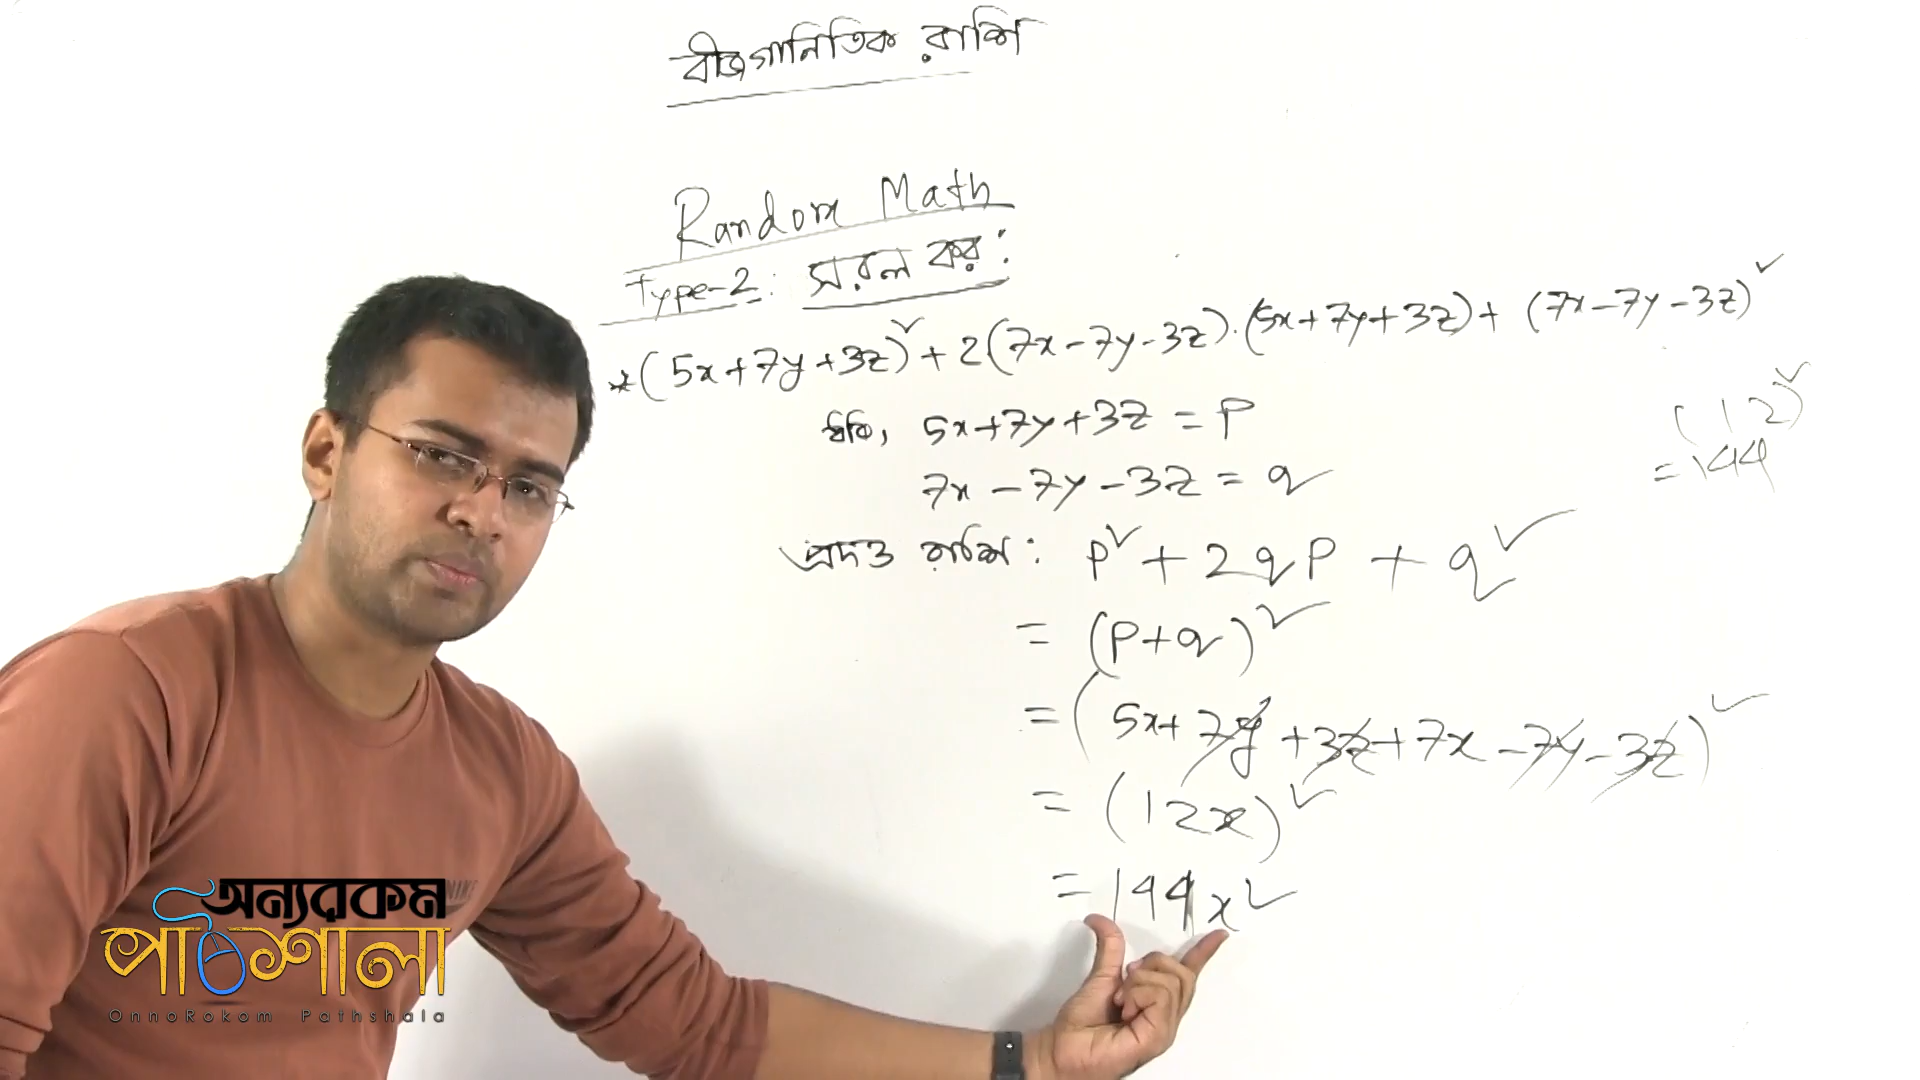 বীজগানিতিক রাশি
Random Math
type-2: সরল কর:
* (5x+7y+3z)² + 2(7x-7y-3z).(5x+7y+3z) + (7x-7y-3z)²
ধরি, 5x+7y+3z = P
7x-7y-3z = q
প্রদত্ত রাশি: P² + 2qP + q²
= (P+q)²
= (5x+7y+3z+7x-7y-3z)²
= (12x)²
= 144x²
(12)²
= 144
NIKE
অন্যরকম
পাঠশালা
OnnoRokom Pathshala